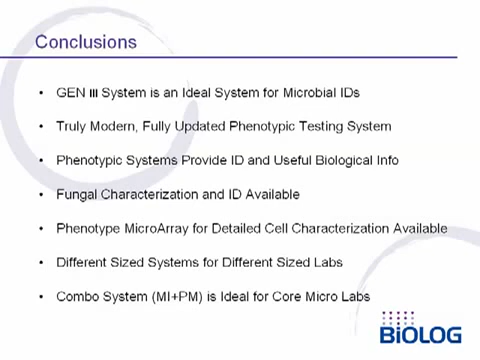 Conclusions
• GEN III System is an Ideal System for Microbial IDs
• Truly Modern, Fully Updated Phenotypic Testing System
• Phenotypic Systems Provide ID and Useful Biological Info
• Fungal Characterization and ID Available
• Phenotype MicroArray for Detailed Cell Characterization Available
• Different Sized Systems for Different Sized Labs
• Combo System (MI+PM) is Ideal for Core Micro Labs
BiOLOG